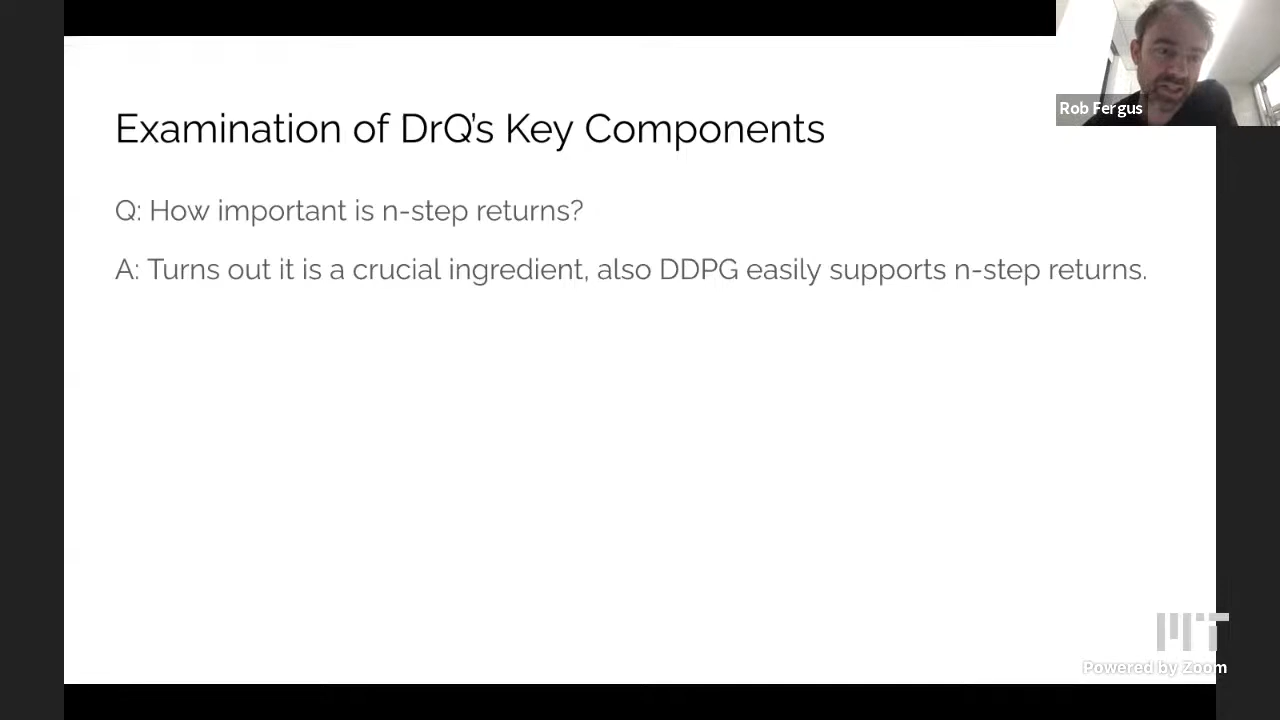 Examination of DrQ's Key Components
Rob Fergus
Q: How important is n-step returns?
A: Turns out it is a crucial ingredient, also DDPG easily supports n-step returns.
MIT
Powered by Zoom